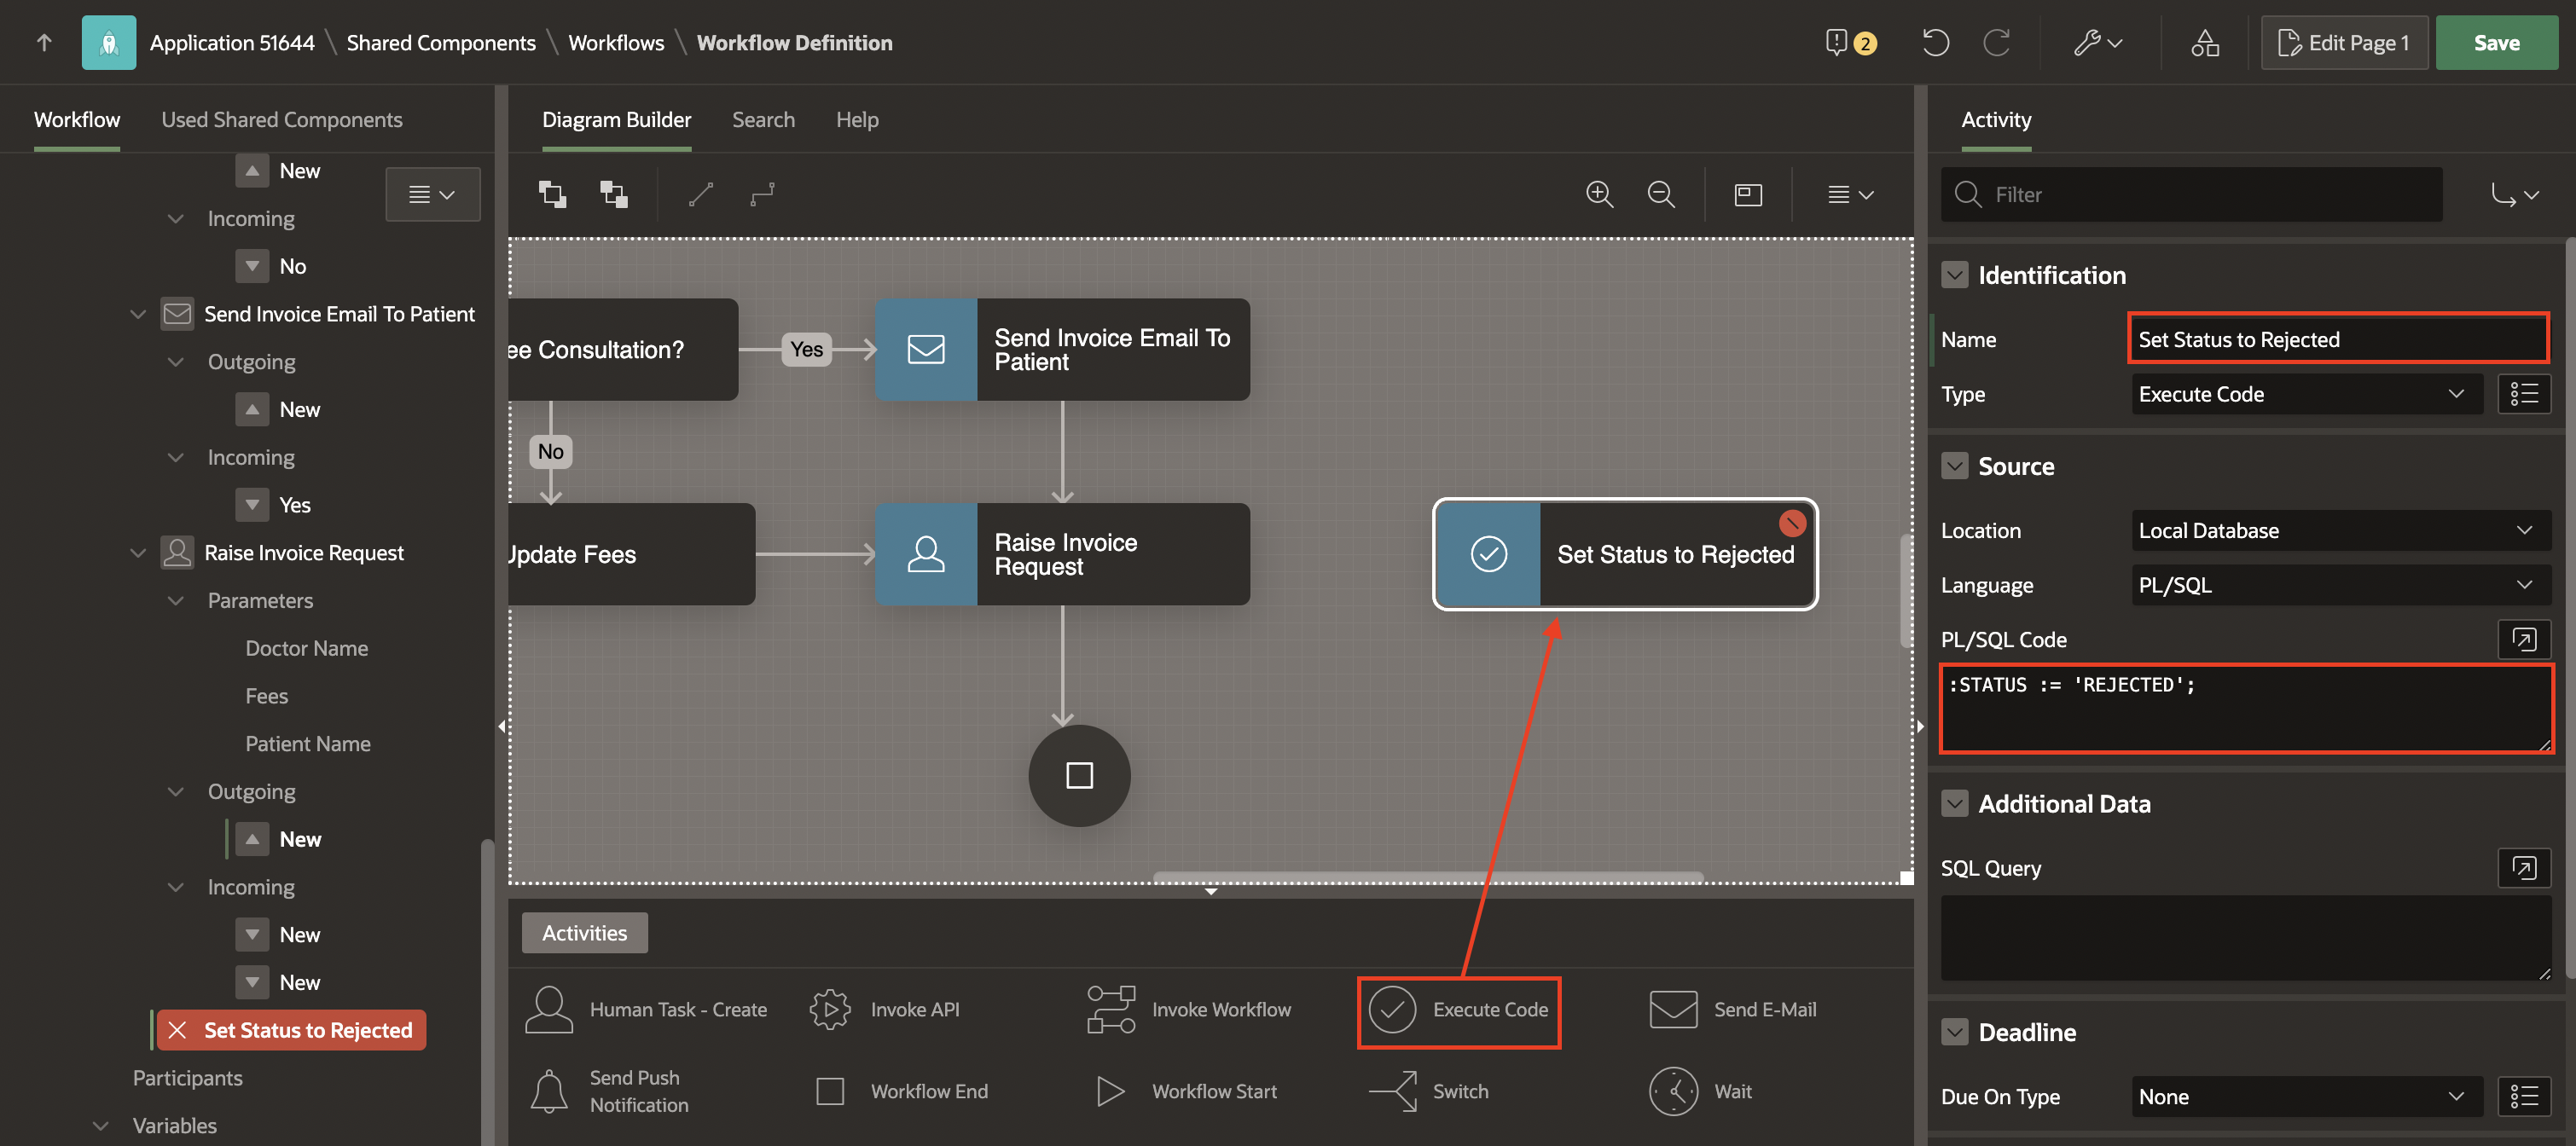 Application 51644 \ Shared Components \ Workflows \ Workflow Definition
2
Edit Page 1
Save
Workflow
Used Shared Components
New
Incoming
No
Send Invoice Email To Patient
Outgoing
New
Incoming
Yes
Raise Invoice Request
Parameters
Doctor Name
Fees
Patient Name
Outgoing
New
Incoming
New
New
Set Status to Rejected
Participants
Variables
Diagram Builder
Search
Help
ee Consultation?
Yes
Send Invoice Email To
Patient
No
Update Fees
Raise Invoice
Request
Set Status to Rejected
Activities
Human Task - Create
Invoke API
Invoke Workflow
Execute Code
Send E-Mail
Send Push
Notification
Workflow End
Workflow Start
Switch
Wait
Activity
Filter
Identification
Name
Set Status to Rejected
Type
Execute Code
Source
Location
Local Database
Language
PL/SQL
PL/SQL Code
:STATUS := 'REJECTED';
Additional Data
SQL Query
Deadline
Due On Type
None